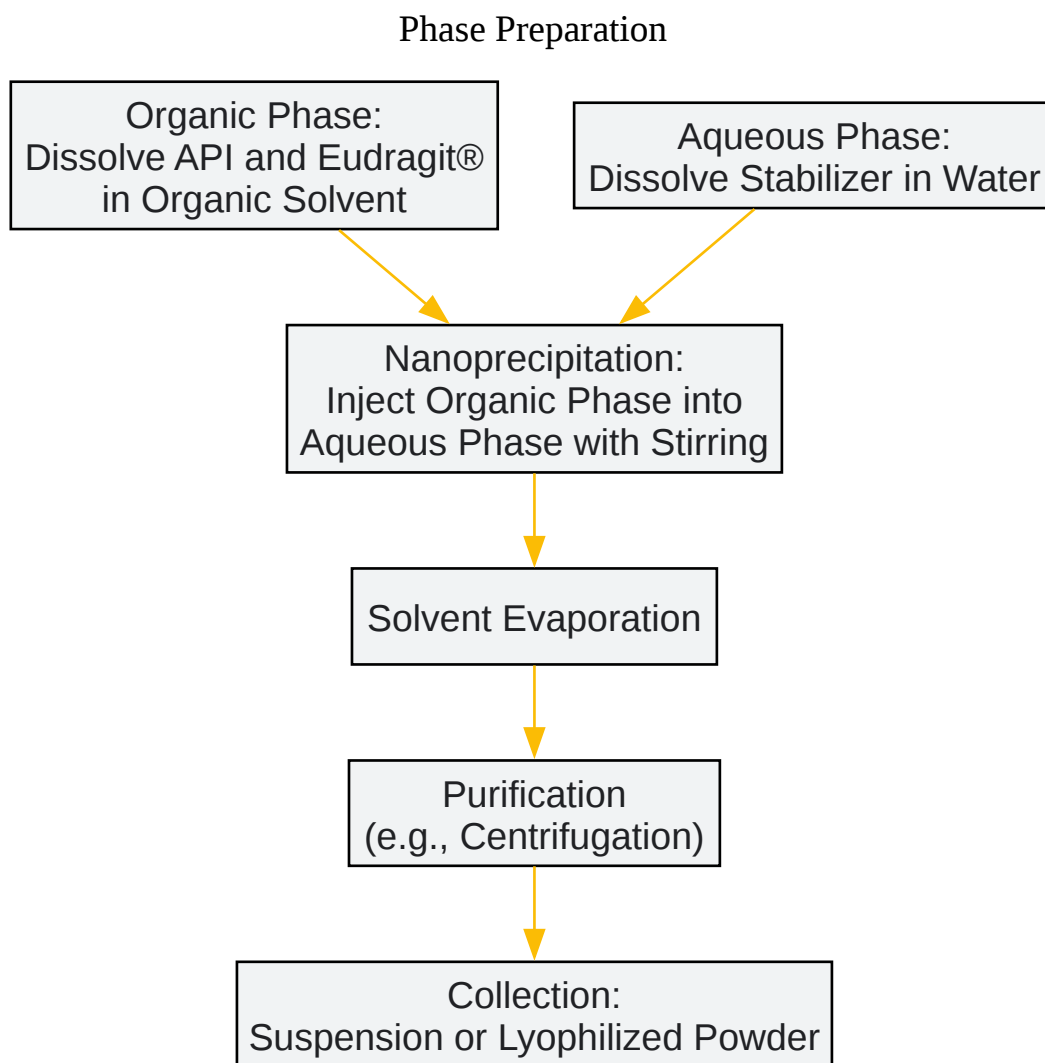 Phase Preparation
Organic Phase:
Dissolve API and Eudragit®
in Organic Solvent
Aqueous Phase:
Dissolve Stabilizer in Water
Nanoprecipitation:
Inject Organic Phase into
Aqueous Phase with Stirring
Solvent Evaporation
Purification
(e.g., Centrifugation)
Collection:
Suspension or Lyophilized Powder